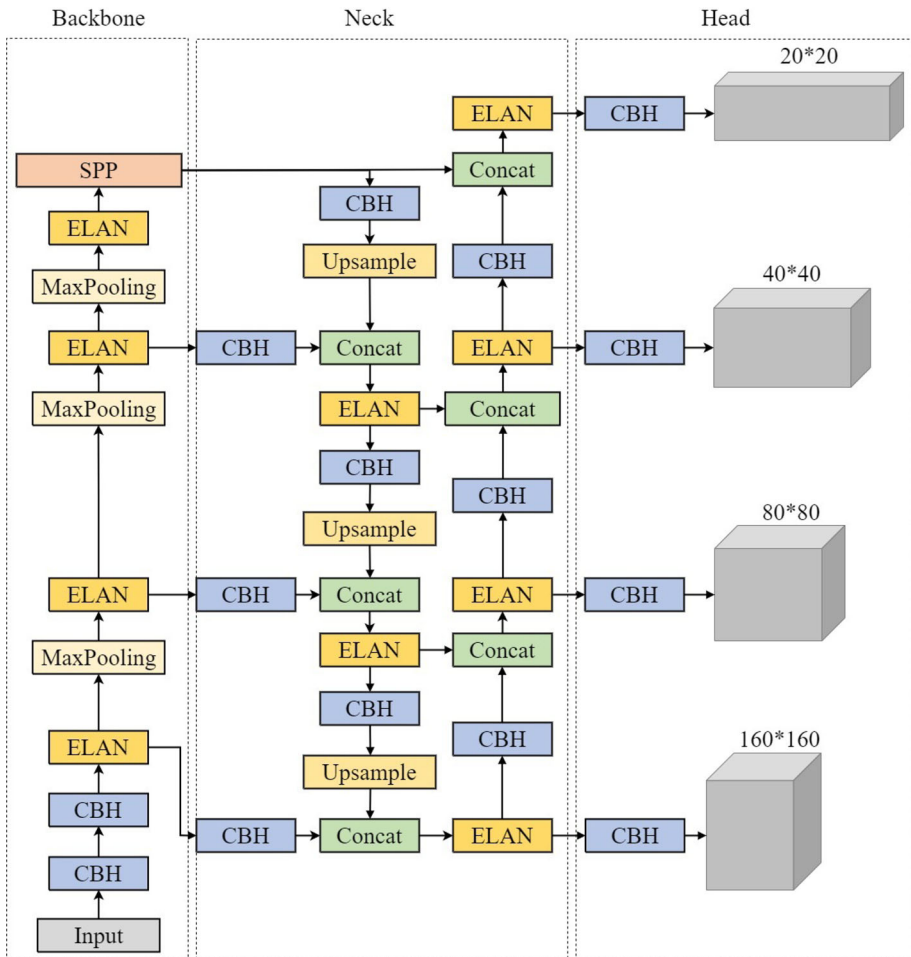 Backbone
Neck
Head
20*20
ELAN
CBH
SPP
Concat
CBH
ELAN
Upsample
CBH
40*40
MaxPooling
ELAN
CBH
Concat
ELAN
CBH
MaxPooling
ELAN
Concat
CBH
CBH
80*80
Upsample
ELAN
CBH
Concat
ELAN
CBH
MaxPooling
ELAN
Concat
CBH
160*160
ELAN
CBH
Upsample
CBH
CBH
Concat
ELAN
CBH
CBH
Input